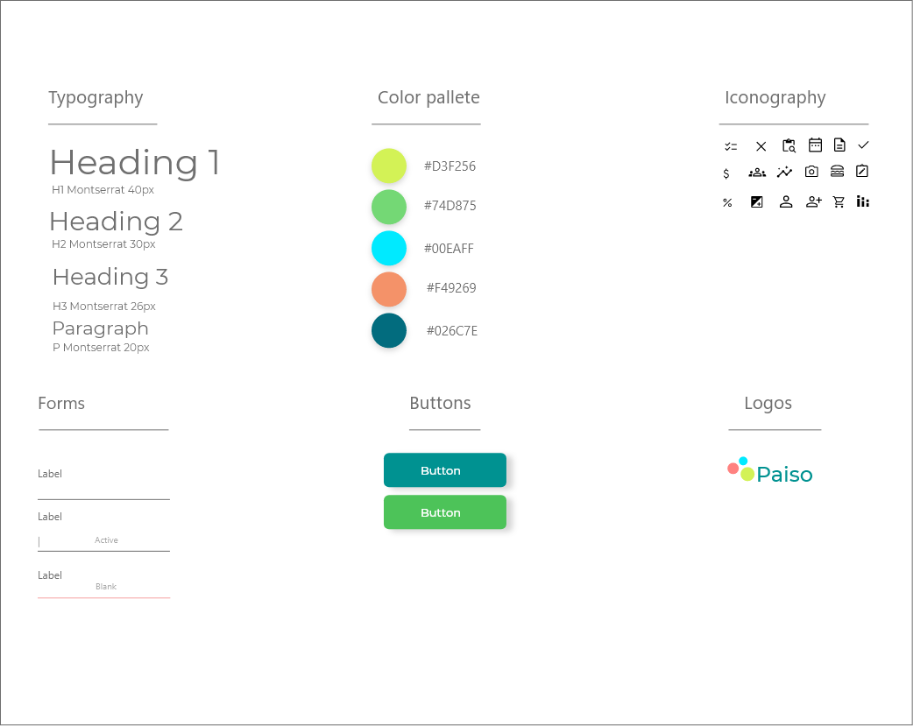 Typography
Heading 1
H1 Montserrat 40px
Heading 2
H2 Montserrat 30px
Heading 3
H3 Montserrat 26px
Paragraph
P Montserrat 20px
Color pallete
#D3F256
#74D875
#00EAFF
#F49269
#026C7E
Iconography
$
%
Forms
Label
Label
Active
Label
Blank
Buttons
Button
Button
Logos
Paiso